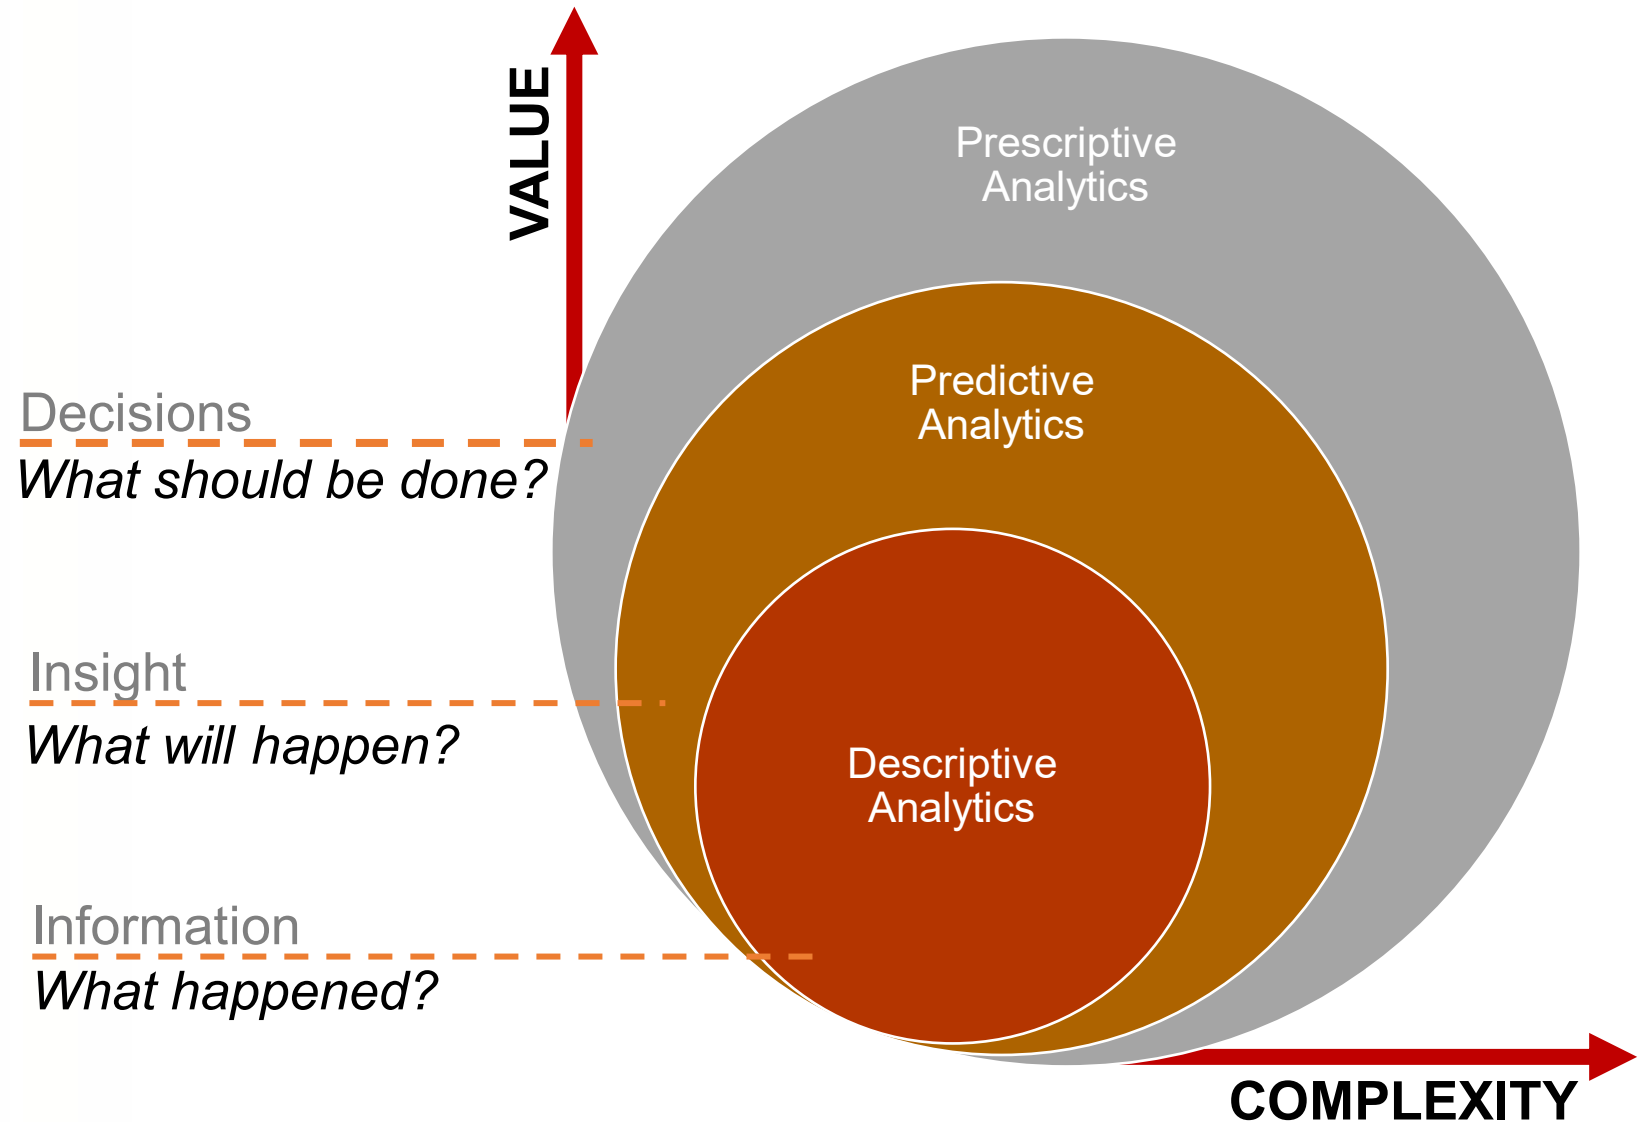 VALUE
Prescriptive
Analytics
Predictive
Analytics
Decisions
What should be done?
Insight
What will happen?
Descriptive
Analytics
Information
What happened?
COMPLEXITY